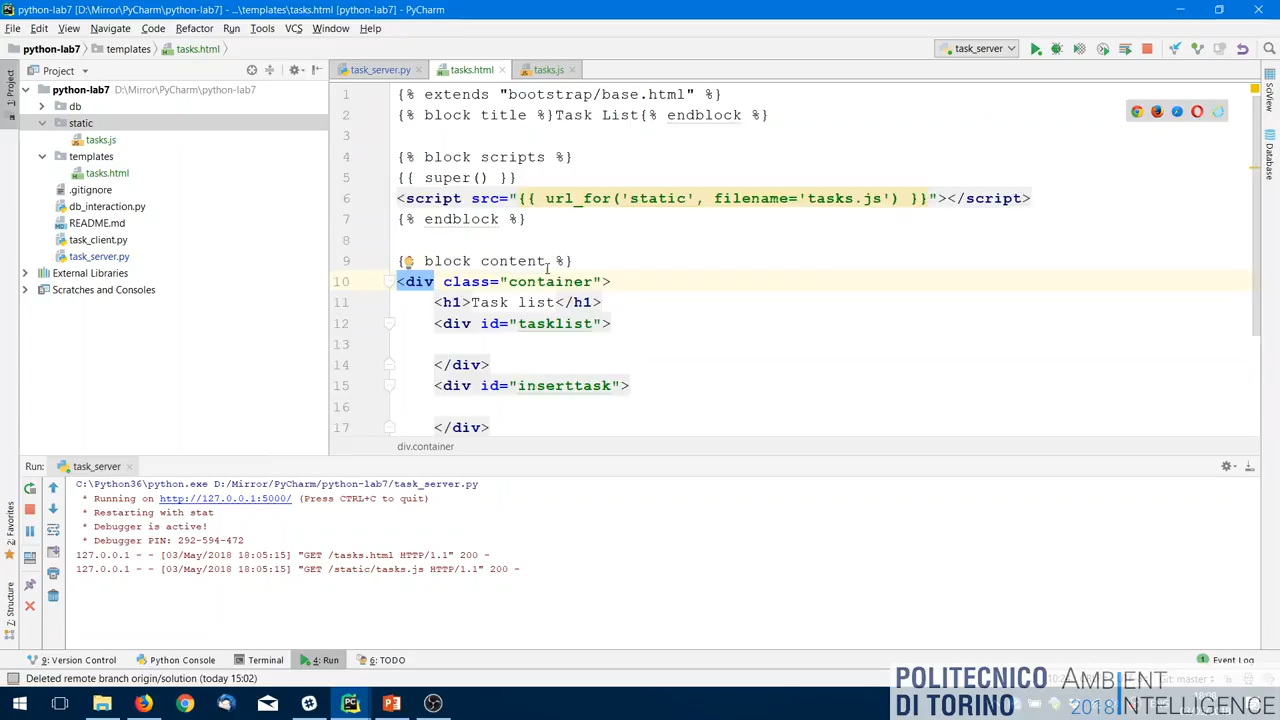 python-lab7 [D:\Mirror\PyCharm\python-lab7] - ...\templates\tasks.html [python-lab7] - PyCharm
File Edit View Navigate Code Refactor Run Tools VCS Window Help
python-lab7 templates tasks.html task_server
Project task_server.py tasks.html tasks.js
1: Project
python-lab7 D:\Mirror\PyCharm\python-lab7
db
static
tasks.js
templates
tasks.html
.gitignore
db_interaction.py
README.md
task_client.py
task_server.py
External Libraries
Scratches and Consoles
1 {% extends "bootstrap/base.html" %}
2 {% block title %}Task List{% endblock %}
3
4 {% block scripts %}
5 {{ super() }}
6 <script src="{{ url_for('static', filename='tasks.js') }}"></script>
7 {% endblock %}
8
9 { block content %}
10 <div class="container">
11 <h1>Task list</h1>
12 <div id="tasklist">
13
14 </div>
15 <div id="inserttask">
16
17 </div>
div.container
SciView
Database
Run: task_server
C:\Python36\python.exe D:/Mirror/PyCharm/python-lab7/task_server.py
* Running on http://127.0.0.1:5000/ (Press CTRL+C to quit)
* Restarting with stat
* Debugger is active!
* Debugger PIN: 292-594-472
127.0.0.1 - - [03/May/2018 18:05:15] "GET /tasks.html HTTP/1.1" 200 -
127.0.0.1 - - [03/May/2018 18:05:15] "GET /static/tasks.js HTTP/1.1" 200 -
2: Favorites
7: Structure
9: Version Control Python Console Terminal 4: Run 6: TODO Event Log
Deleted remote branch origin/solution (today 15:02)
Git: master
POLITECNICO
DI TORINO
AMBIENT
2018 INTELLIGENCE